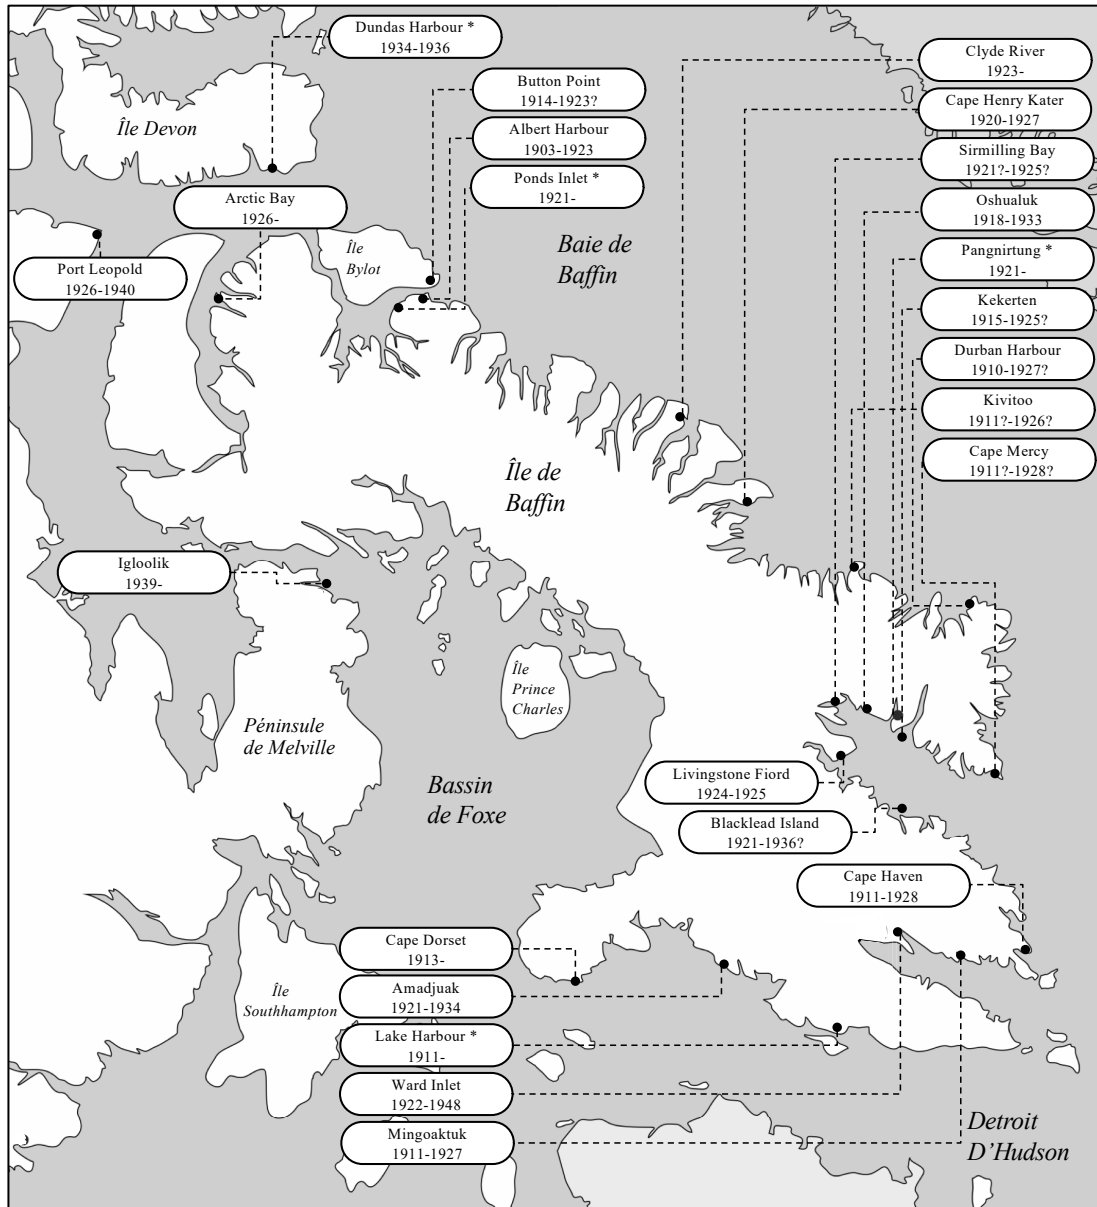 Dundas Harbour *
1934-1936
Button Point
1914-1923?
Albert Harbour
1903-1923
Ponds Inlet *
1921-
Clyde River
1923-
Cape Henry Kater
1920-1927
Sirmilling Bay
1921?-1925?
Oshualuk
1918-1933
Pangnirtung *
1921-
Kekerten
1915-1925?
Durban Harbour
1910-1927?
Kivitoo
1911?-1926?
Cape Mercy
1911?-1928?
Île Devon
Arctic Bay
1926-
Port Leopold
1926-1940
Île
Bylot
Baie de
Baffin
Île de
Baffin
Igloolik
1939-
Île
Prince
Charles
Péninsule
de Melville
Bassin
de Foxe
Livingstone Fiord
1924-1925
Blacklead Island
1921-1936?
Cape Haven
1911-1928
Cape Dorset
1913-
Amadjuak
1921-1934
Lake Harbour *
1911-
Ward Inlet
1922-1948
Mingoaktuk
1911-1927
Île
Southhampton
Detroit
D’Hudson